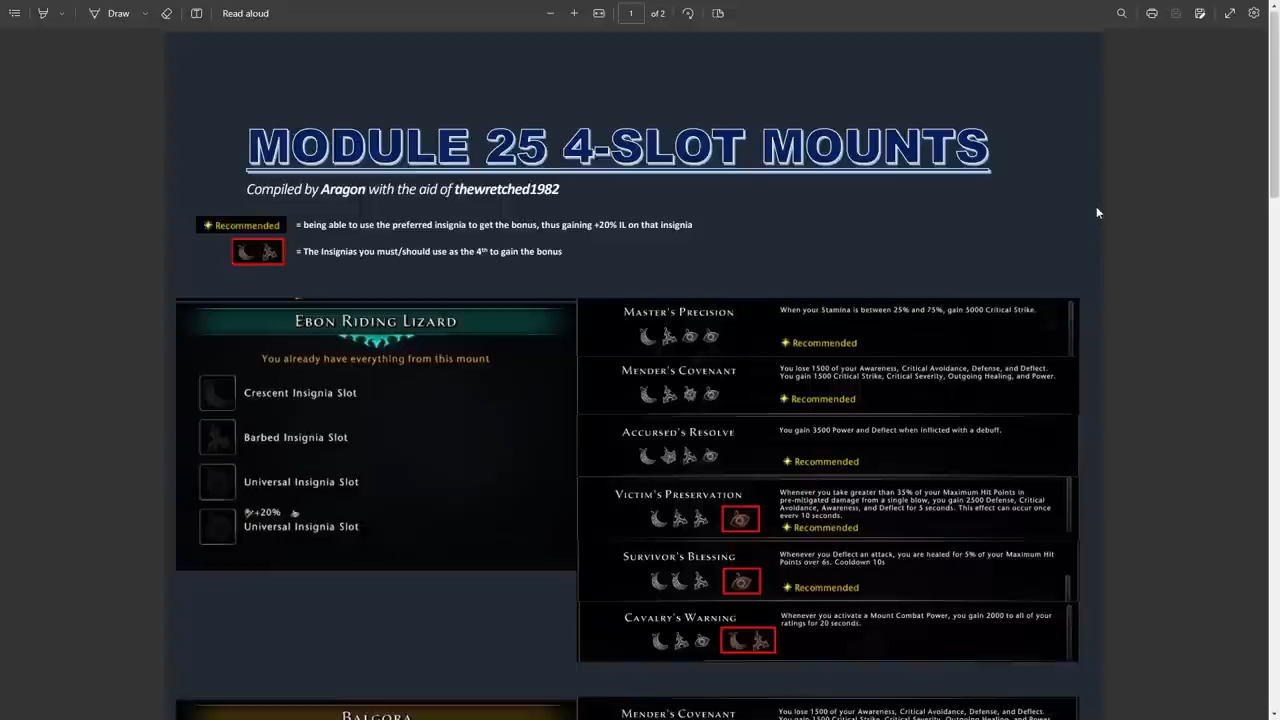 Draw
Read aloud
1 of 2
MODULE 25 4-SLOT MOUNTS
Compiled by Aragon with the aid of thewretched1982
Recommended = being able to use the preferred insignia to get the bonus, thus gaining +20% IL on that insignia
= The Insignias you must/should use as the 4th to gain the bonus
EBON RIDING LIZARD
You already have everything from this mount
Crescent Insignia Slot
Barbed Insignia Slot
Universal Insignia Slot
+20%
Universal Insignia Slot
MASTER'S PRECISION
When your Stamina is between 25% and 75%, gain 5000 Critical Strike.
Recommended
MENDER'S COVENANT
You lose 1500 of your Awareness, Critical Avoidance, Defense, and Deflect.
You gain 1500 Critical Strike, Critical Severity, Outgoing Healing, and Power.
Recommended
ACCURSED'S RESOLVE
You gain 3500 Power and Deflect when inflicted with a debuff.
Recommended
VICTIM'S PRESERVATION
Whenever you take greater than 35% of your Maximum Hit Points in
pre-mitigated damage from a single blow, you gain 2500 Defense, Critical
Avoidance, Awareness, and Deflect for 5 seconds. This effect can occur once
every 10 seconds.
Recommended
SURVIVOR'S BLESSING
Whenever you Deflect an attack, you are healed for 5% of your Maximum Hit
Points over 6s. Cooldown 10s
Recommended
CAVALRY'S WARNING
Whenever you activate a Mount Combat Power, you gain 2000 to all of your
ratings for 20 seconds.
BALGORA
MENDER'S COVENANT
You lose 1500 of your Awareness, Critical Avoidance, Defense, and Deflect.
You gain 1500 Critical Strike, Critical Severity, Outgoing Healing, and Power.